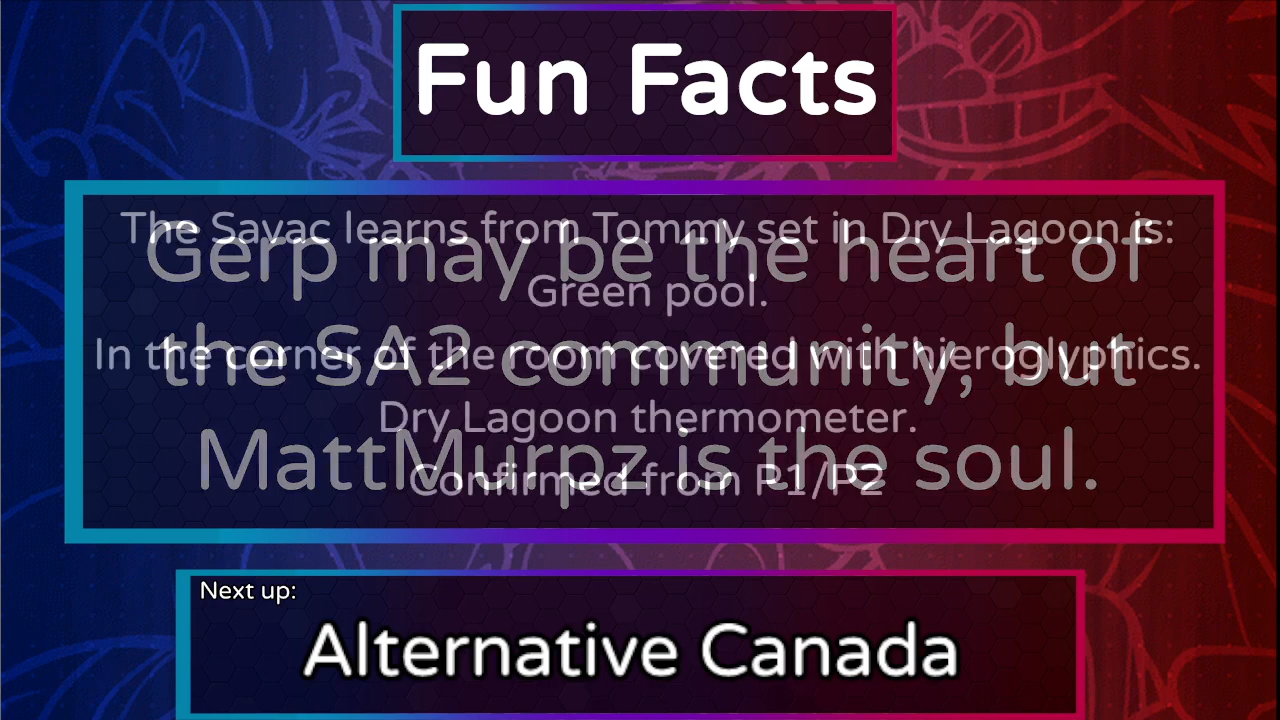 Fun Facts
The Savac learns from Tommy set in Dry Lagoon is:
Green pool.
In the corner of the room covered with hieroglyphics.
Dry Lagoon thermometer.
Confirmed from P1/P2
Gerp may be the heart of
the SA2 community, but
MattMurpz is the soul.
Next up:
Alternative Canada